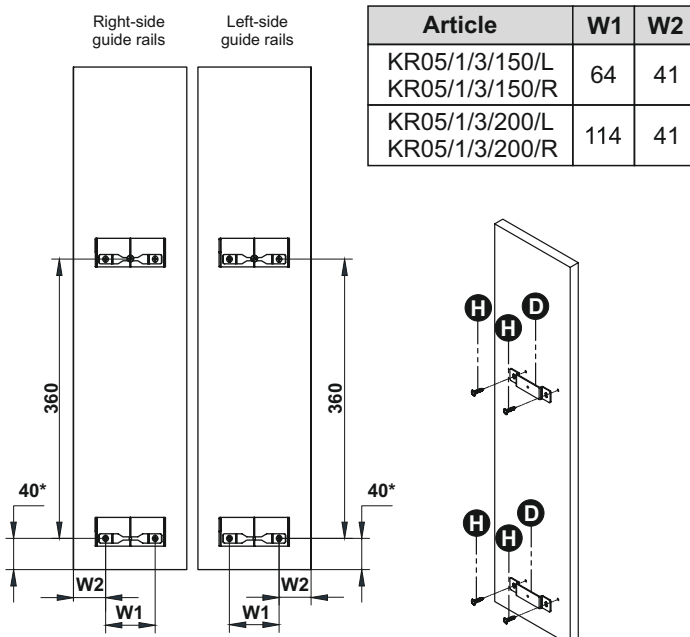 Right-side
guide rails
Left-side
guide rails
Article W1 W2
KR05/1/3/150/L
KR05/1/3/150/R
64 41
KR05/1/3/200/L
KR05/1/3/200/R
114 41
360
360
40*
40*
W2
W1
W2
W1
H
H
D
H
H
D